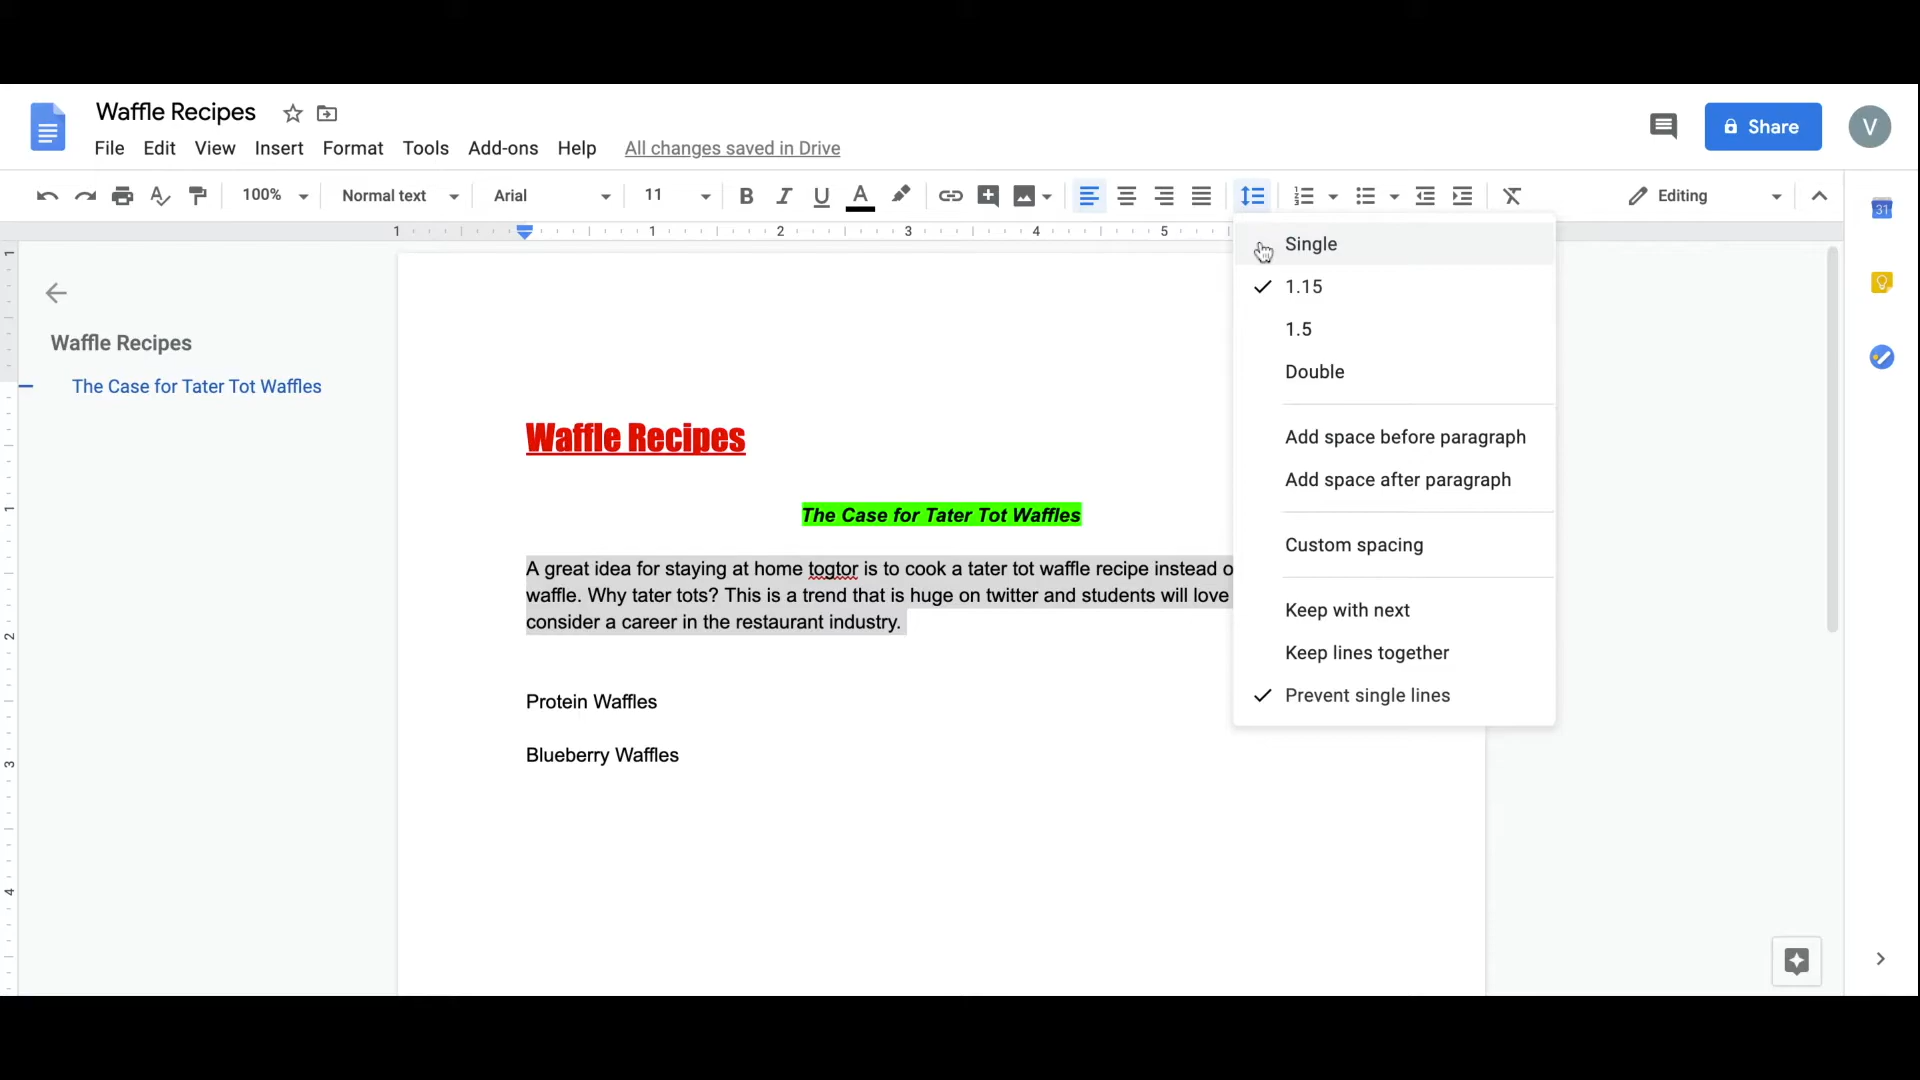 Waffle Recipes
File Edit View Insert Format Tools Add-ons Help All changes saved in Drive
Share
V
100% Normal text Arial 11 Editing
1 1 2 3 4 5
31
Single
1.15
1.5
Double
Add space before paragraph
Add space after paragraph
Custom spacing
Keep with next
Keep lines together
Prevent single lines
Waffle Recipes
The Case for Tater Tot Waffles
1
1
2
3
4
Waffle Recipes
The Case for Tater Tot Waffles
A great idea for staying at home togtor is to cook a tater tot waffle recipe instead o
waffle. Why tater tots? This is a trend that is huge on twitter and students will love
consider a career in the restaurant industry.
Protein Waffles
Blueberry Waffles